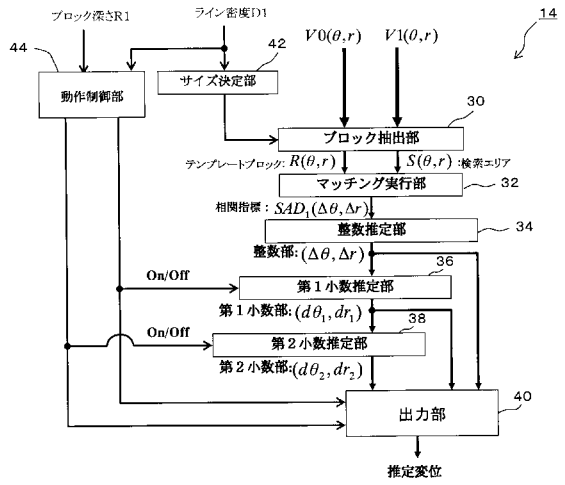 ブロック深さR1
ライン密度D1
V0(θ,r)
V1(θ,r)
14
44
42
動作制御部
サイズ決定部
30
ブロック抽出部
テンプレートブロック: R(θ,r)
S(θ,r) :検索エリア
マッチング実行部
32
相関指標: SAD₁(Δθ,Δr)
整数推定部
34
整数部:(Δθ,Δr)
36
On/Off
第1小数推定部
第1小数部:(dθ₁,dr₁)
38
On/Off
第2小数推定部
第2小数部:(dθ₂,dr₂)
40
出力部
推定変位